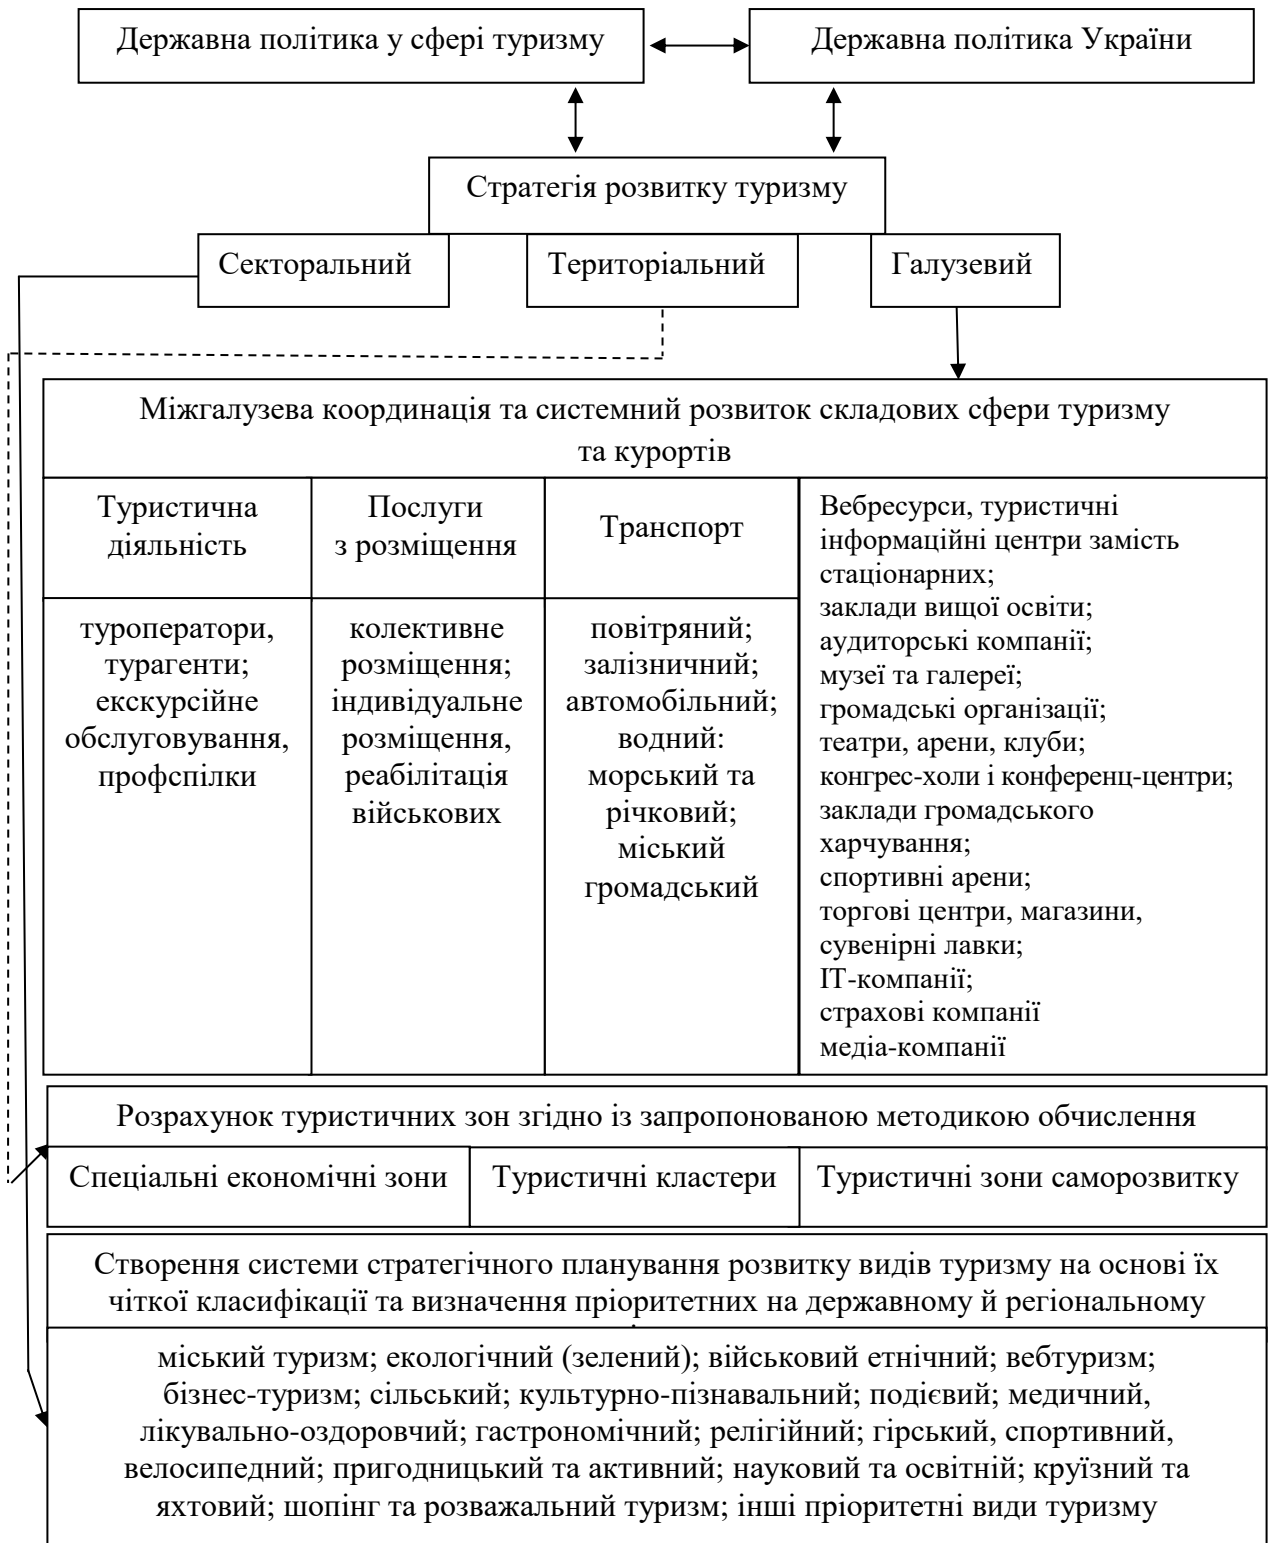 Державна політика у сфері туризму
Державна політика України
Стратегія розвитку туризму
Секторальний
Територіальний
Галузевий
Міжгалузева координація та системний розвиток складових сфери туризму
та курортів
Туристична
діяльність
Послуги
з розміщення
Транспорт
туроператори,
турагенти;
екскурсійне
обслуговування,
профспілки
колективне
розміщення;
індивідуальне
розміщення,
реабілітація
військових
повітряний;
залізничний;
автомобільний;
водний:
морський та
річковий;
міський
громадський
Вебресурси, туристичні
інформаційні центри замість
стаціонарних;
заклади вищої освіти;
аудиторські компанії;
музеї та галереї;
громадські організації;
театри, арени, клуби;
конгрес-холи і конференц-центри;
заклади громадського
харчування;
спортивні арени;
торгові центри, магазини,
сувенірні лавки;
ІТ-компанії;
страхові компанії
медіа-компанії
Розрахунок туристичних зон згідно із запропонованою методикою обчислення
Спеціальні економічні зони
Туристичні кластери
Туристичні зони саморозвитку
Створення системи стратегічного планування розвитку видів туризму на основі їх
чіткої класифікації та визначення пріоритетних на державному й регіональному
міський туризм; екологічний (зелений); військовий етнічний; вебтуризм;
бізнес-туризм; сільський; культурно-пізнавальний; подієвий; медичний,
лікувально-оздоровчий; гастрономічний; релігійний; гірський, спортивний,
велосипедний; пригодницький та активний; науковий та освітній; круїзний та
яхтовий; шопінг та розважальний туризм; інші пріоритетні види туризму